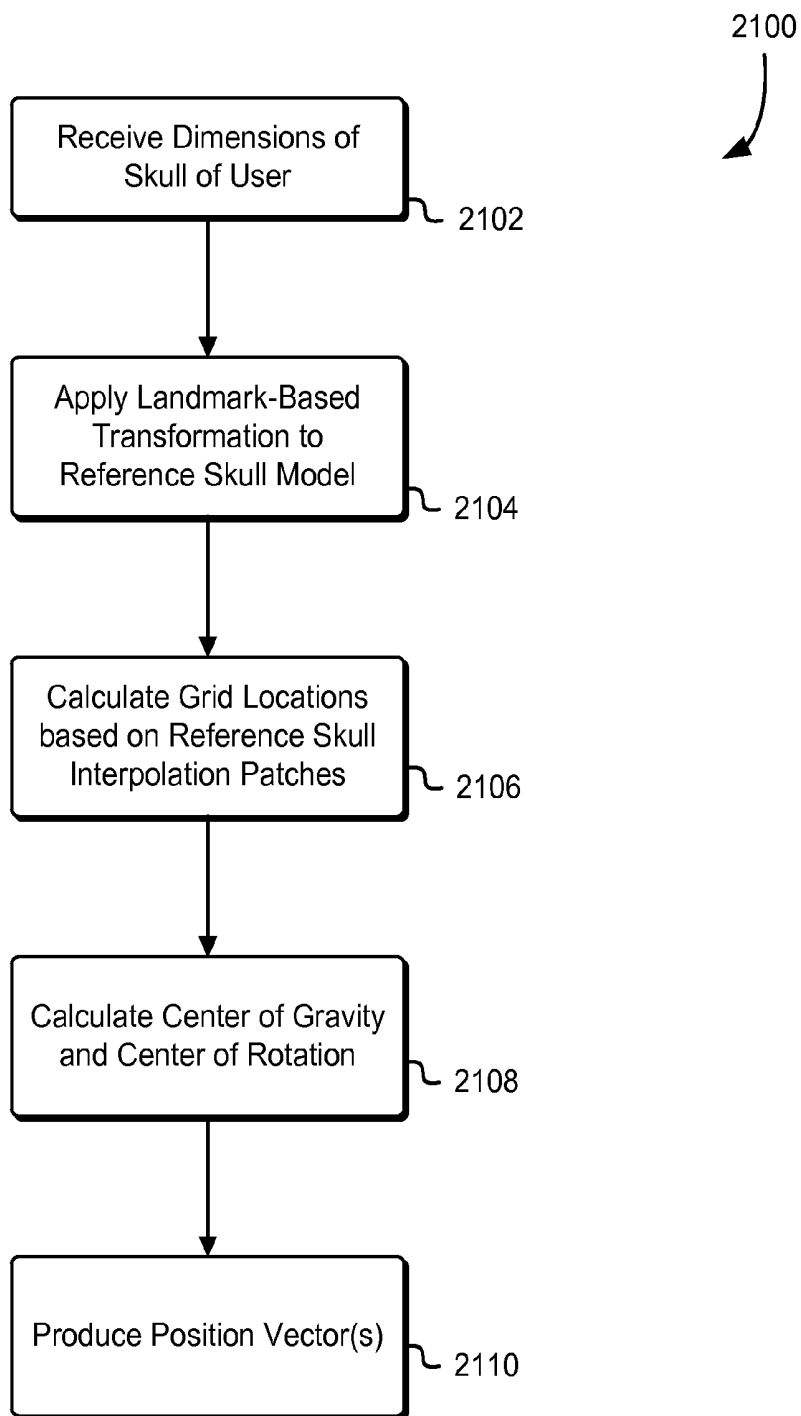 2100
Receive Dimensions of
Skull of User
2102
Apply Landmark-Based
Transformation to
Reference Skull Model
2104
Calculate Grid Locations
based on Reference Skull
Interpolation Patches
2106
Calculate Center of Gravity
and Center of Rotation
2108
Produce Position Vector(s)
2110